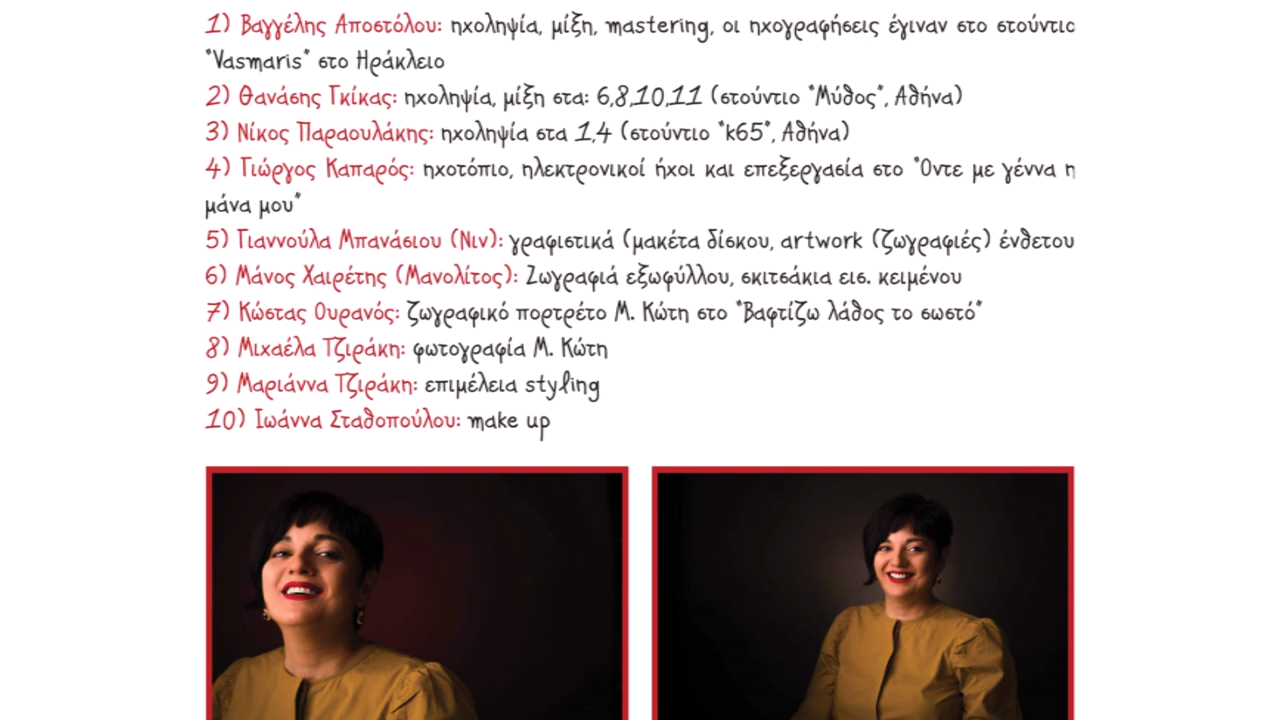 1) Βαγγέλης Αποστόλου: ηχοληψία, μίξη, mastering, οι ηχογραφήσεις έγιναν στο στούντιο
"Vasmaris" στο Ηράκλειο
2) Θανάσης Γκίκας: ηχοληψία, μίξη στα: 6,8,10,11 (στούντιο "Μύθος", Αθήνα)
3) Νίκος Παραουλάκης: ηχοληψία στα 1,4 (στούντιο "k65", Αθήνα)
4) Γιώργος Καπαρός: ηχοτόπιο, ηλεκτρονικοί ήχοι και επεξεργασία στο "Όντε με γέννα η
μάνα μου"
5) Γιαννούλα Μπανάσιου (Νιν): γραφιστικά (μακέτα δίσκου, artwork (ζωγραφιές) ένθετου
6) Μάνος Χαιρέτης (Μανολίτος): Ζωγραφιά εξωφύλλου, σκιτσάκια εισ. κειμένου
7) Κώστας Ουρανός: ζωγραφικό πορτρέτο Μ. Κώτη στο "Βαφτίζω λάθος το σωστό"
8) Μιχαέλα Τζιράκη: φωτογραφία Μ. Κώτη
9) Μαριάννα Τζιράκη: επιμέλεια styling
10) Ιωάννα Σταθοπούλου: make up